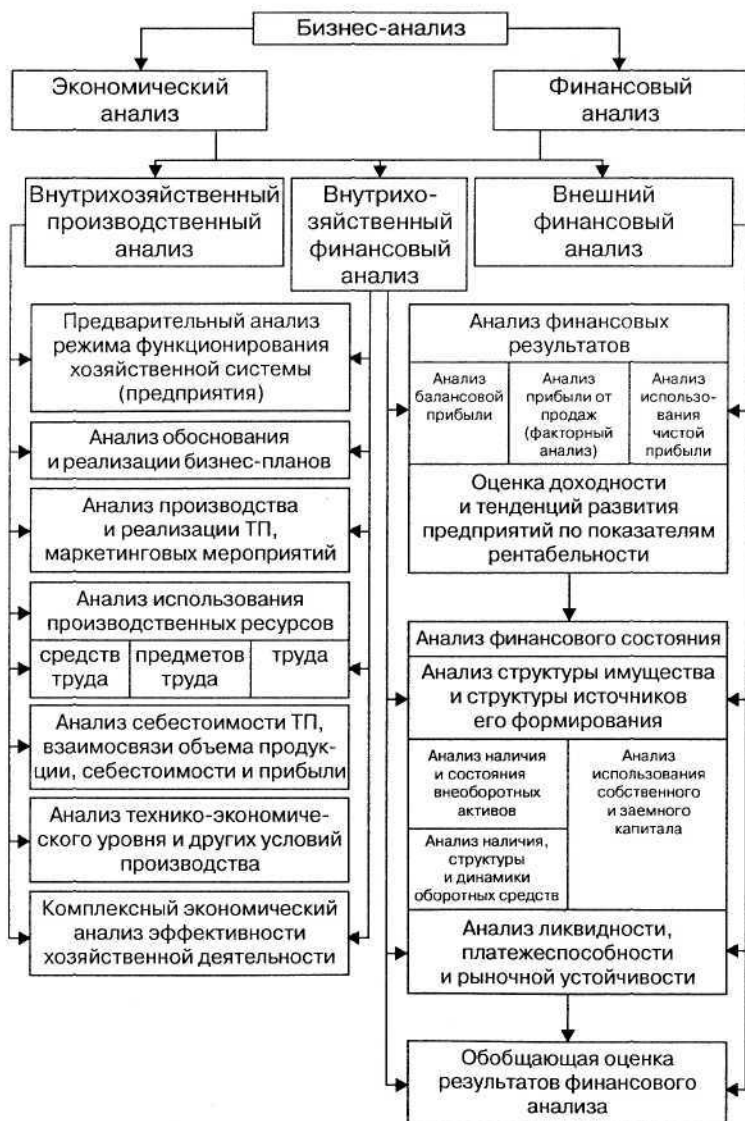 Бизнес-анализ
Экономический
анализ
Финансовый
анализ
Внутрихозяйственный
производственный
анализ
Внутрихо-
зяйственный
финансовый
анализ
Внешний
финансовый
анализ
Предварительный анализ
режима функционирования
хозяйственной системы
(предприятия)
Анализ обоснования
и реализации бизнес-планов
Анализ производства
и реализации ТП,
маркетинговых мероприятий
Анализ использования
производственных ресурсов
средств
труда
предметов
труда
труда
Анализ себестоимости ТП,
взаимосвязи объема продук-
ции, себестоимости и прибыли
Анализ технико-экономиче-
ского уровня и других условий
производства
Комплексный экономический
анализ эффективности
хозяйственной деятельности
Анализ финансовых
результатов
Анализ
балансовой
прибыли
Анализ
прибыли от
продаж
(факторный
анализ)
Анализ
использо-
вания
чистой
прибыли
Оценка доходности
и тенденций развития
предприятий по показателям
рентабельности
Анализ финансового состояния
Анализ структуры имущества
и структуры источников
его формирования
Анализ наличия
и состояния
внеоборотных
активов
Анализ наличия,
структуры
и динамики
оборотных средств
Анализ
использования
собственного
и заемного
капитала
Анализ ликвидности,
платежеспособности
и рыночной устойчивости
Обобщающая оценка
результатов финансового
анализа